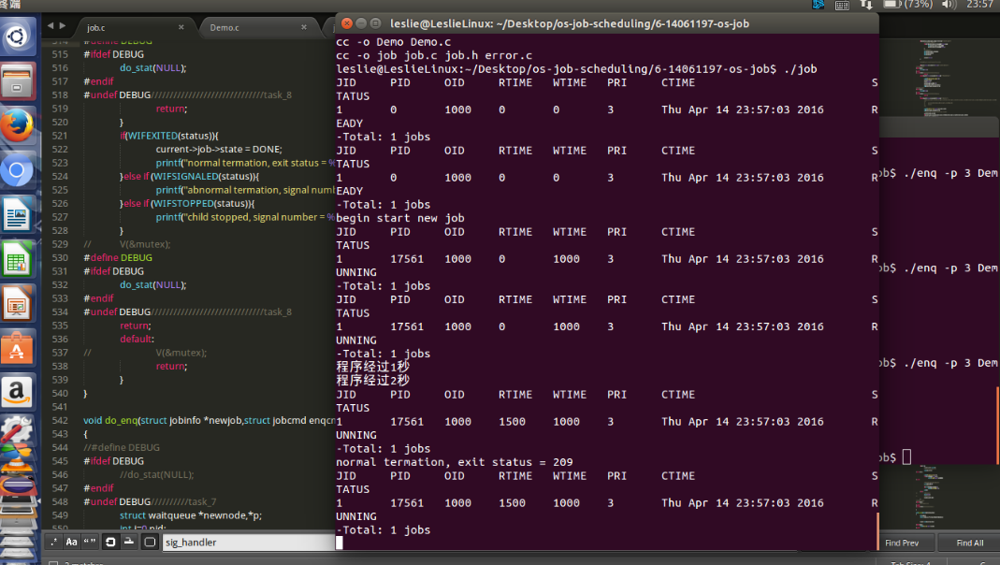 终端
(73%)
23:57
job.c
Demo.c
leslie@LeslieLinux: ~/Desktop/os-job-scheduling/6-14061197-os-job
514 #define DEBUG
515 #ifdef DEBUG
516 do_stat(NULL);
517 #endif
518 #undef DEBUG////////////////////////////////task_8
519 return;
520 }
521 if(WIFEXITED(status)){
522 current->job->state = DONE;
523 printf("normal termation, exit status = %
524 }else if (WIFSIGNALED(status)){
525 printf("abnormal termation, signal numl
526 }else if (WIFSTOPPED(status)){
527 printf("child stopped, signal number = %
528 }
529 // V(&mutex);
530 #define DEBUG
531 #ifdef DEBUG
532 do_stat(NULL);
533 #endif
534 #undef DEBUG////////////////////////////////task_8
535 return;
536 default:
537 // V(&mutex);
538 return;
539 }
540 }
541
542 void do_enq(struct jobinfo *newjob,struct jobcmd enqcm
543 {
544 //#define DEBUG
545 #ifdef DEBUG
546 //do_stat(NULL);
547 #endif
548 #undef DEBUG//////////task_7
549 struct waitqueue *newnode,*p;
550 int i=0,pid;
cc -o Demo Demo.c
cc -o job job.c job.h error.c
leslie@LeslieLinux:~/Desktop/os-job-scheduling/6-14061197-os-job$ ./job
JID PID OID RTIME WTIME PRI CTIME S
TATUS
1 0 1000 0 0 3 Thu Apr 14 23:57:03 2016 R
EADY
-Total: 1 jobs
JID PID OID RTIME WTIME PRI CTIME S
TATUS
1 0 1000 0 0 3 Thu Apr 14 23:57:03 2016 R
EADY
-Total: 1 jobs
begin start new job
JID PID OID RTIME WTIME PRI CTIME S
TATUS
1 17561 1000 0 1000 3 Thu Apr 14 23:57:03 2016 R
UNNING
-Total: 1 jobs
JID PID OID RTIME WTIME PRI CTIME S
TATUS
1 17561 1000 0 1000 3 Thu Apr 14 23:57:03 2016 R
UNNING
-Total: 1 jobs
程序经过1秒
程序经过2秒
JID PID OID RTIME WTIME PRI CTIME S
TATUS
1 17561 1000 1500 1000 3 Thu Apr 14 23:57:03 2016 R
UNNING
-Total: 1 jobs
normal termation, exit status = 209
JID PID OID RTIME WTIME PRI CTIME S
TATUS
1 17561 1000 1500 1000 3 Thu Apr 14 23:57:03 2016 R
UNNING
-Total: 1 jobs
ob$ ./enq -p 3 Dem
ob$ ./enq -p 3 Dem
ob$ ./enq -p 3 Dem
ob$
.* Aa “ ”
sig_handler
Find Prev
Find All